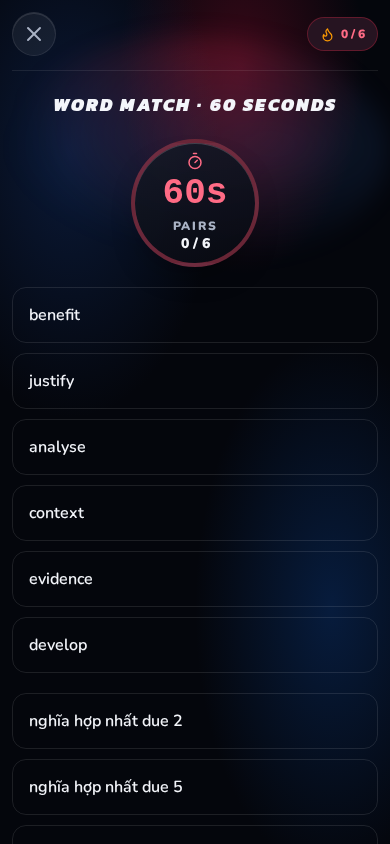 0 / 6
WORD MATCH · 60 SECONDS
60s
PAIRS
0 / 6
benefit
justify
analyse
context
evidence
develop
nghĩa hợp nhất due 2
nghĩa hợp nhất due 5